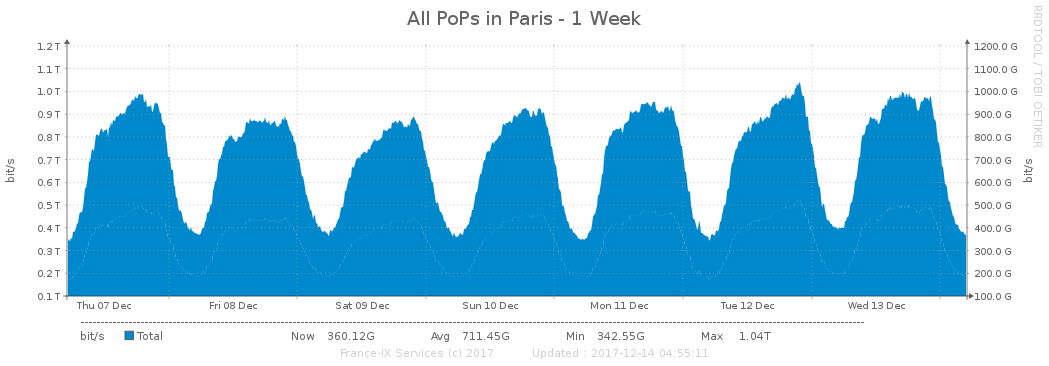 All PoPs in Paris - 1 Week
RRDTOOL / TOBI OETIKER
bit/s
1.2 T
1.1 T
1.0 T
0.9 T
0.8 T
0.7 T
0.6 T
0.5 T
0.4 T
0.3 T
0.2 T
0.1 T
1200.0 G
1100.0 G
1000.0 G
900.0 G
800.0 G
700.0 G
600.0 G
500.0 G
400.0 G
300.0 G
200.0 G
100.0 G
bit/s
Thu 07 Dec Fri 08 Dec Sat 09 Dec Sun 10 Dec Mon 11 Dec Tue 12 Dec Wed 13 Dec
bit/s Total Now 360.12G Avg 711.45G Min 342.55G Max 1.04T
France-IX Services (c) 2017 Updated : 2017-12-14 04:55:11